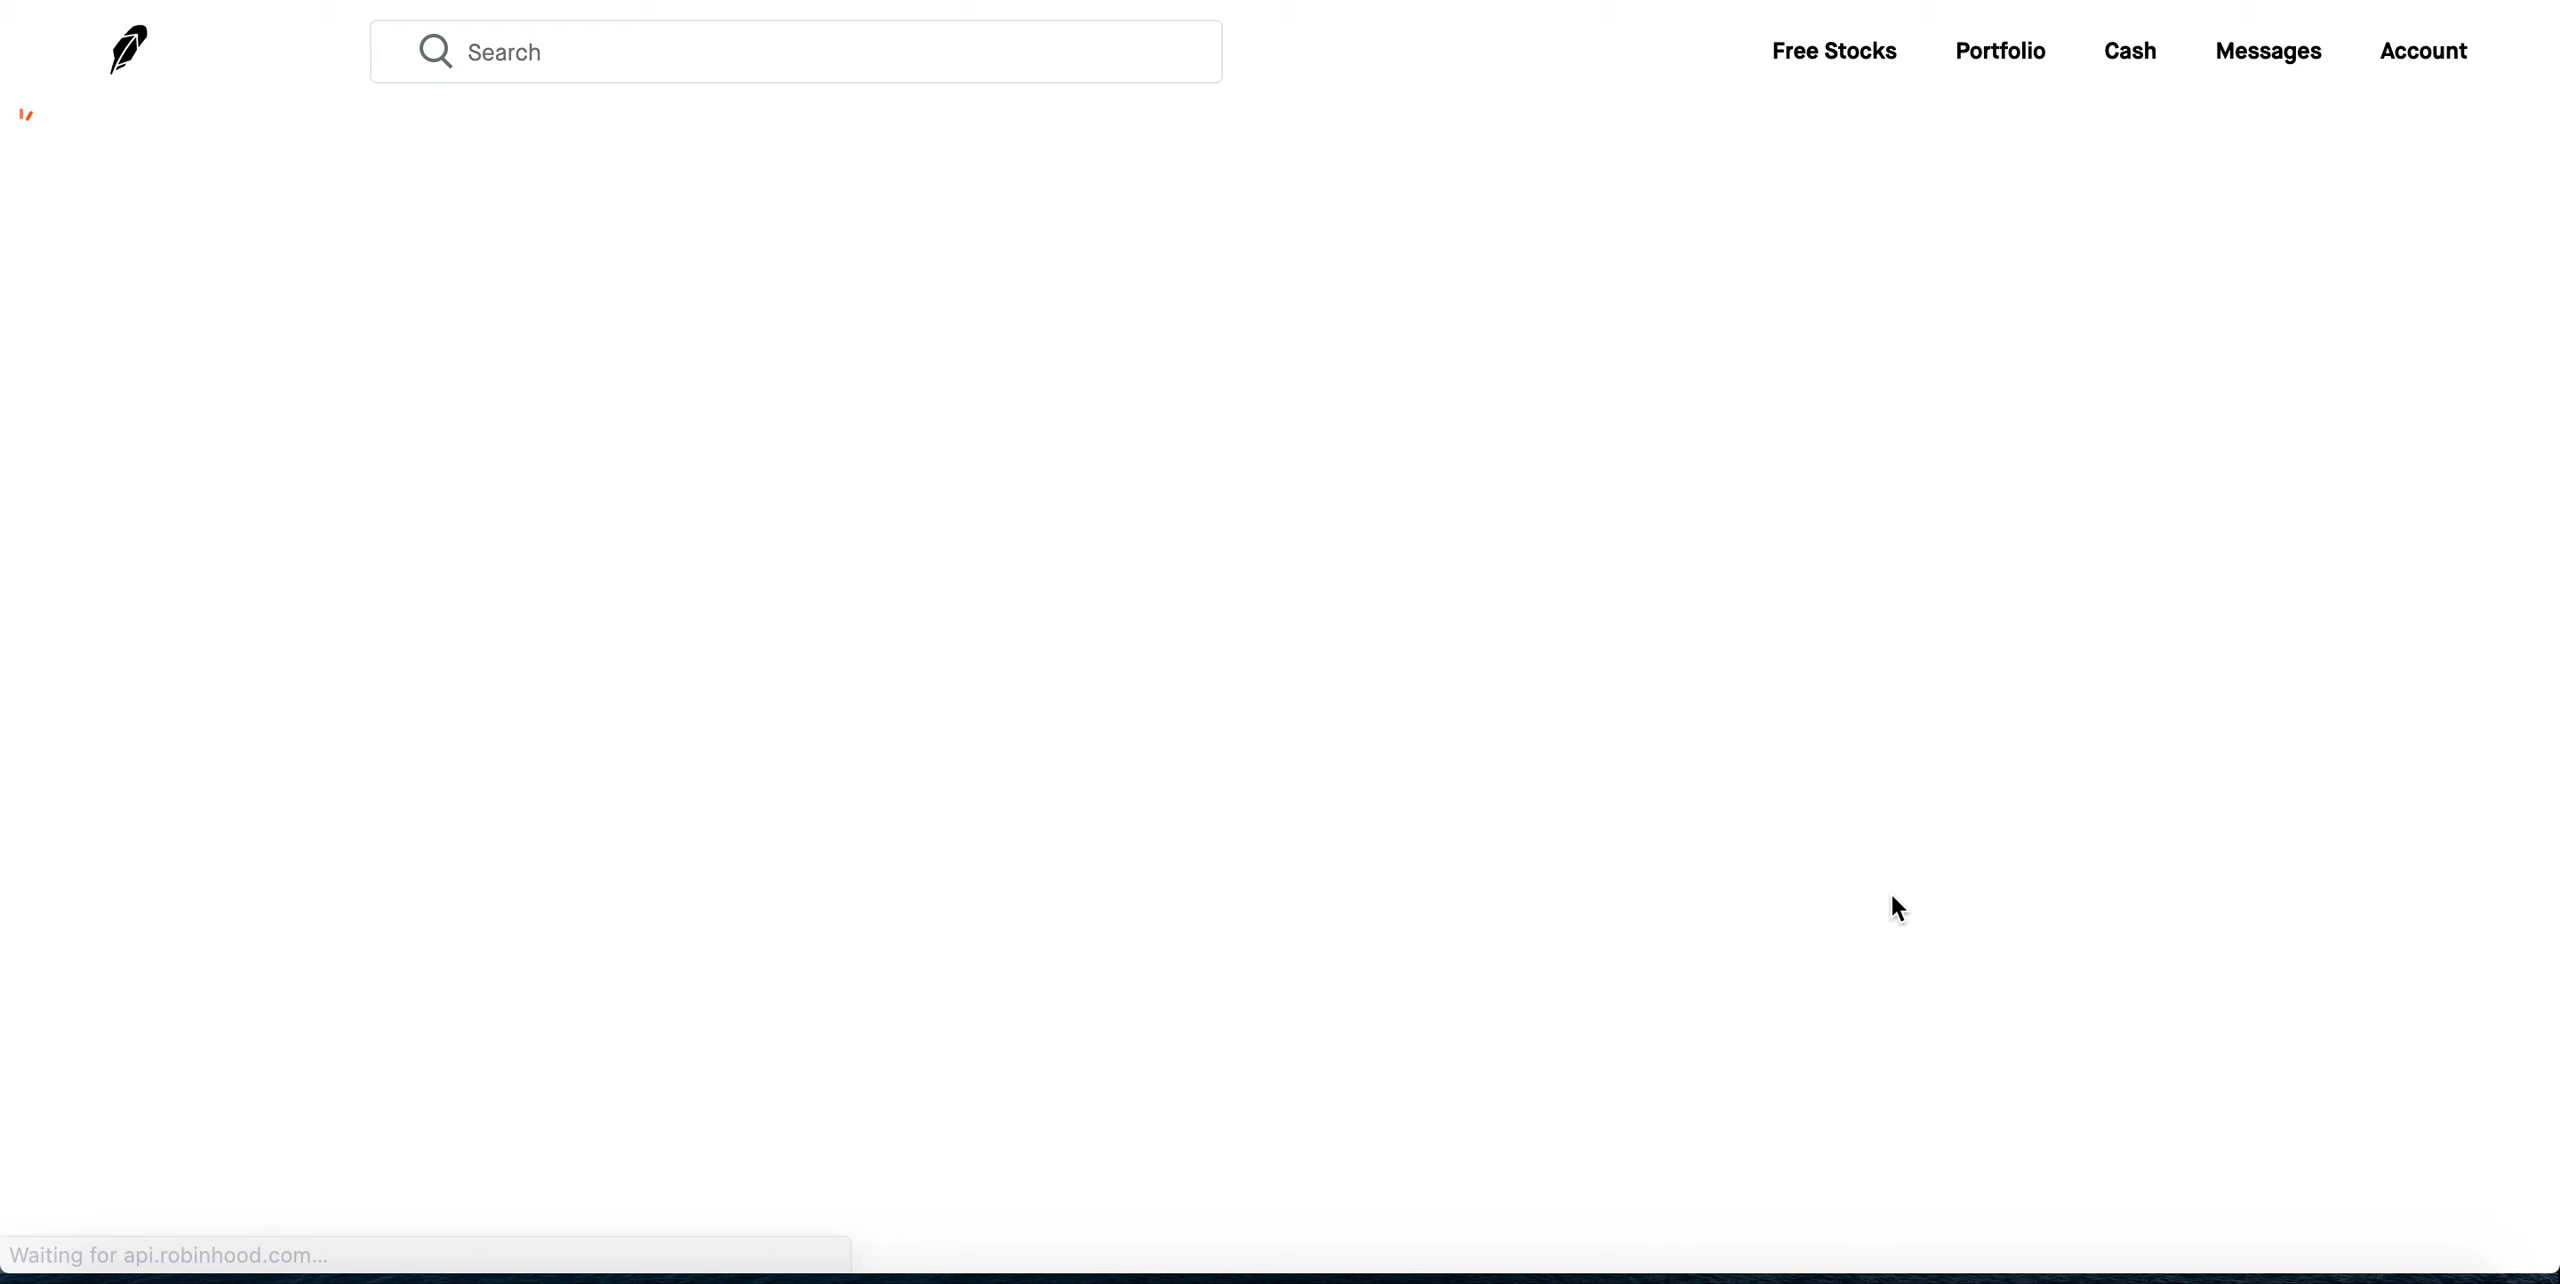 Search
Free Stocks
Portfolio
Cash
Messages
Account
Waiting for api.robinhood.com...